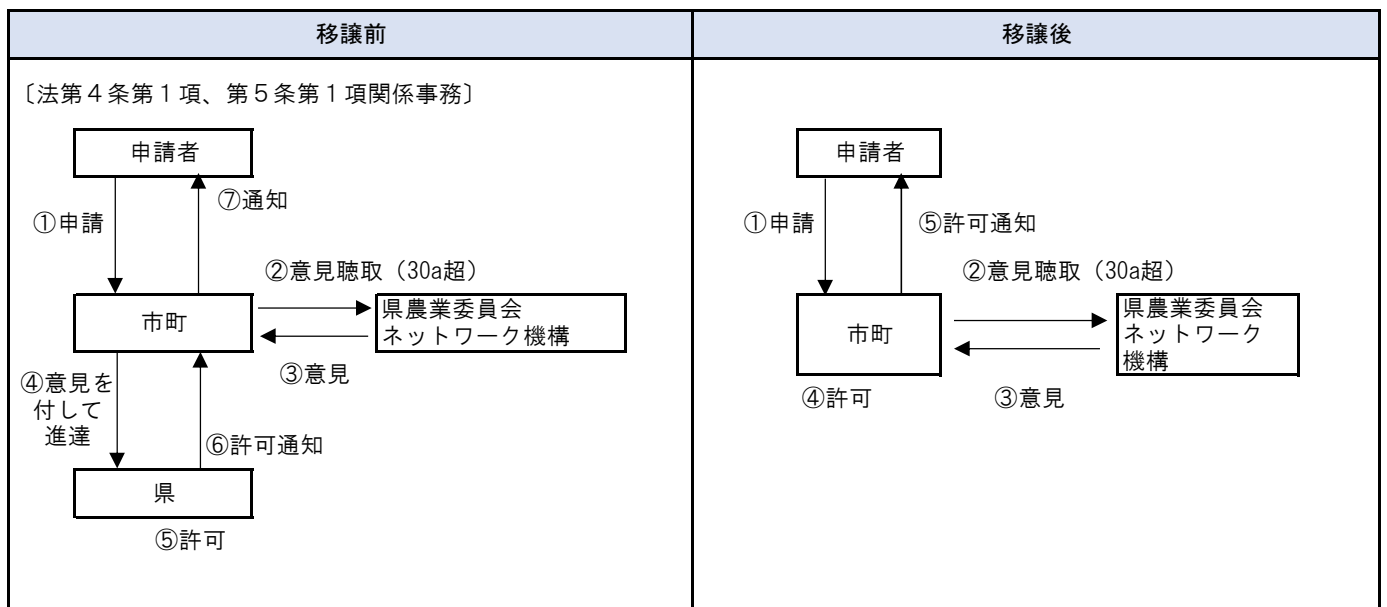 移譲前
移譲後
〔法第４条第１項、第５条第１項関係事務〕
申請者
⑦通知
①申請
②意見聴取（30a超）
市町
県農業委員会
ネットワーク機構
③意見
④意見を
付して
進達
⑥許可通知
県
⑤許可
申請者
①申請
⑤許可通知
②意見聴取（30a超）
市町
県農業委員会
ネットワーク
機構
④許可
③意見